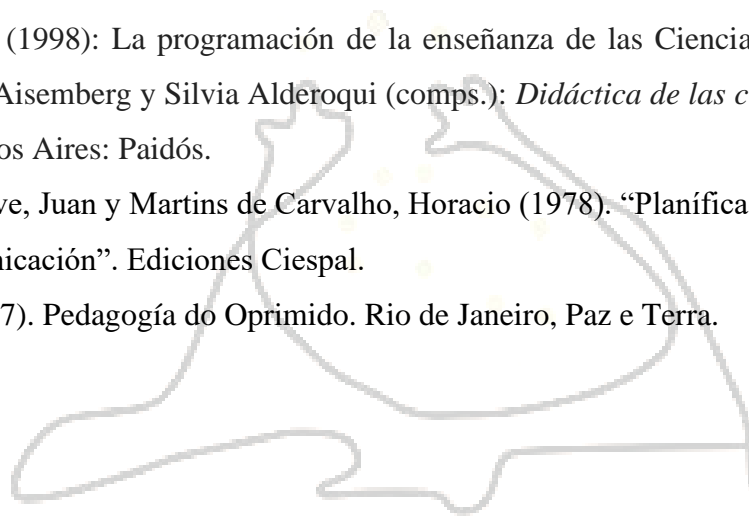 (1998): La programación de la enseñanza de las Ciencia
Aisemberg y Silvia Alderoqui (comps.): Didáctica de las c
os Aires: Paidós.
ve, Juan y Martins de Carvalho, Horacio (1978). “Planífica
nicación”. Ediciones Ciespal.
7). Pedagogía do Oprimido. Rio de Janeiro, Paz e Terra.